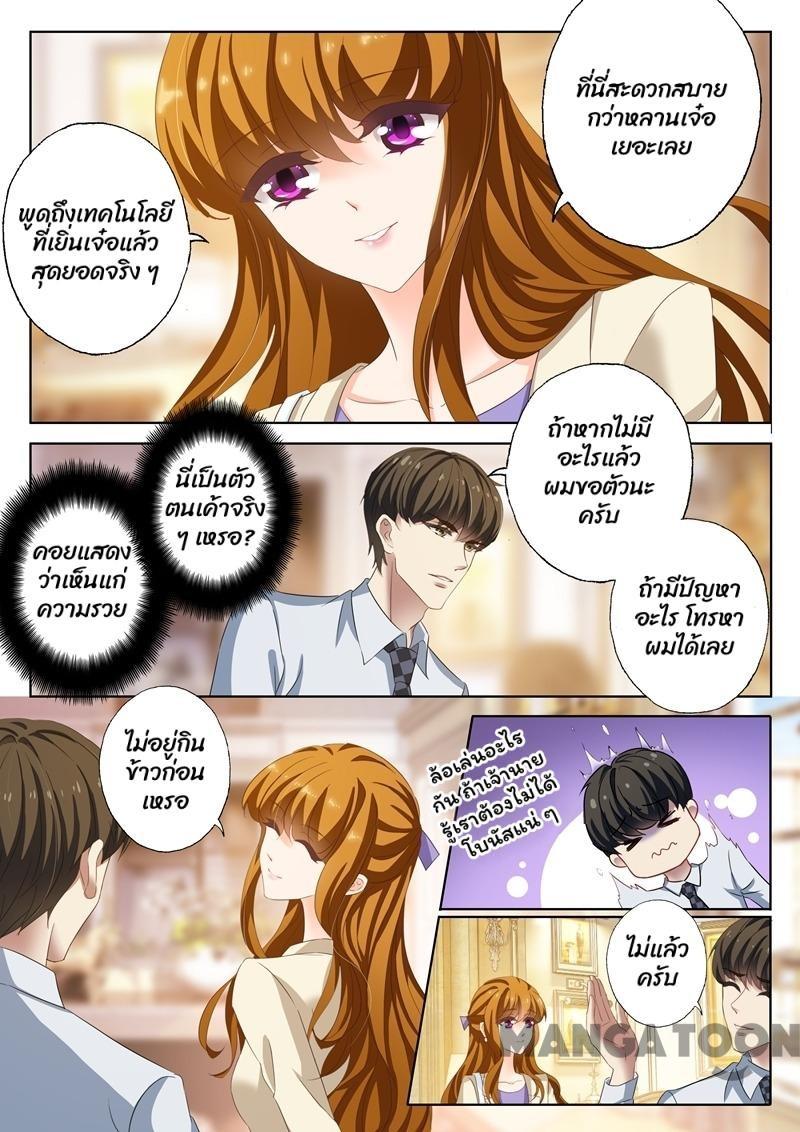 ที่นี่สะดวกสบาย
กว่าหลานเจ๋อ
เยอะเลย
พูดถึงเทคโนโลยี
ที่เยิ่นเจ๋อแล้ว
สุดยอดจริง ๆ
ถ้าหากไม่มี
อะไรแล้ว
ผมขอตัวนะ
ครับ
นี่เป็นตัว
ตนเค้าจริง
ๆ เหรอ?
คอยแสดง
ว่าเห็นแก่
ความรวย
ถ้ามีปัญหา
อะไร โทรหา
ผมได้เลย
ไม่อยู่กิน
ข้าวก่อน
เหรอ
ล้อเล่นอะไร
กัน ถ้าเจ้านาย
รู้เราต้องไม่ได้
โบนัสแน่ ๆ
ไม่แล้ว
ครับ
MANGATOON